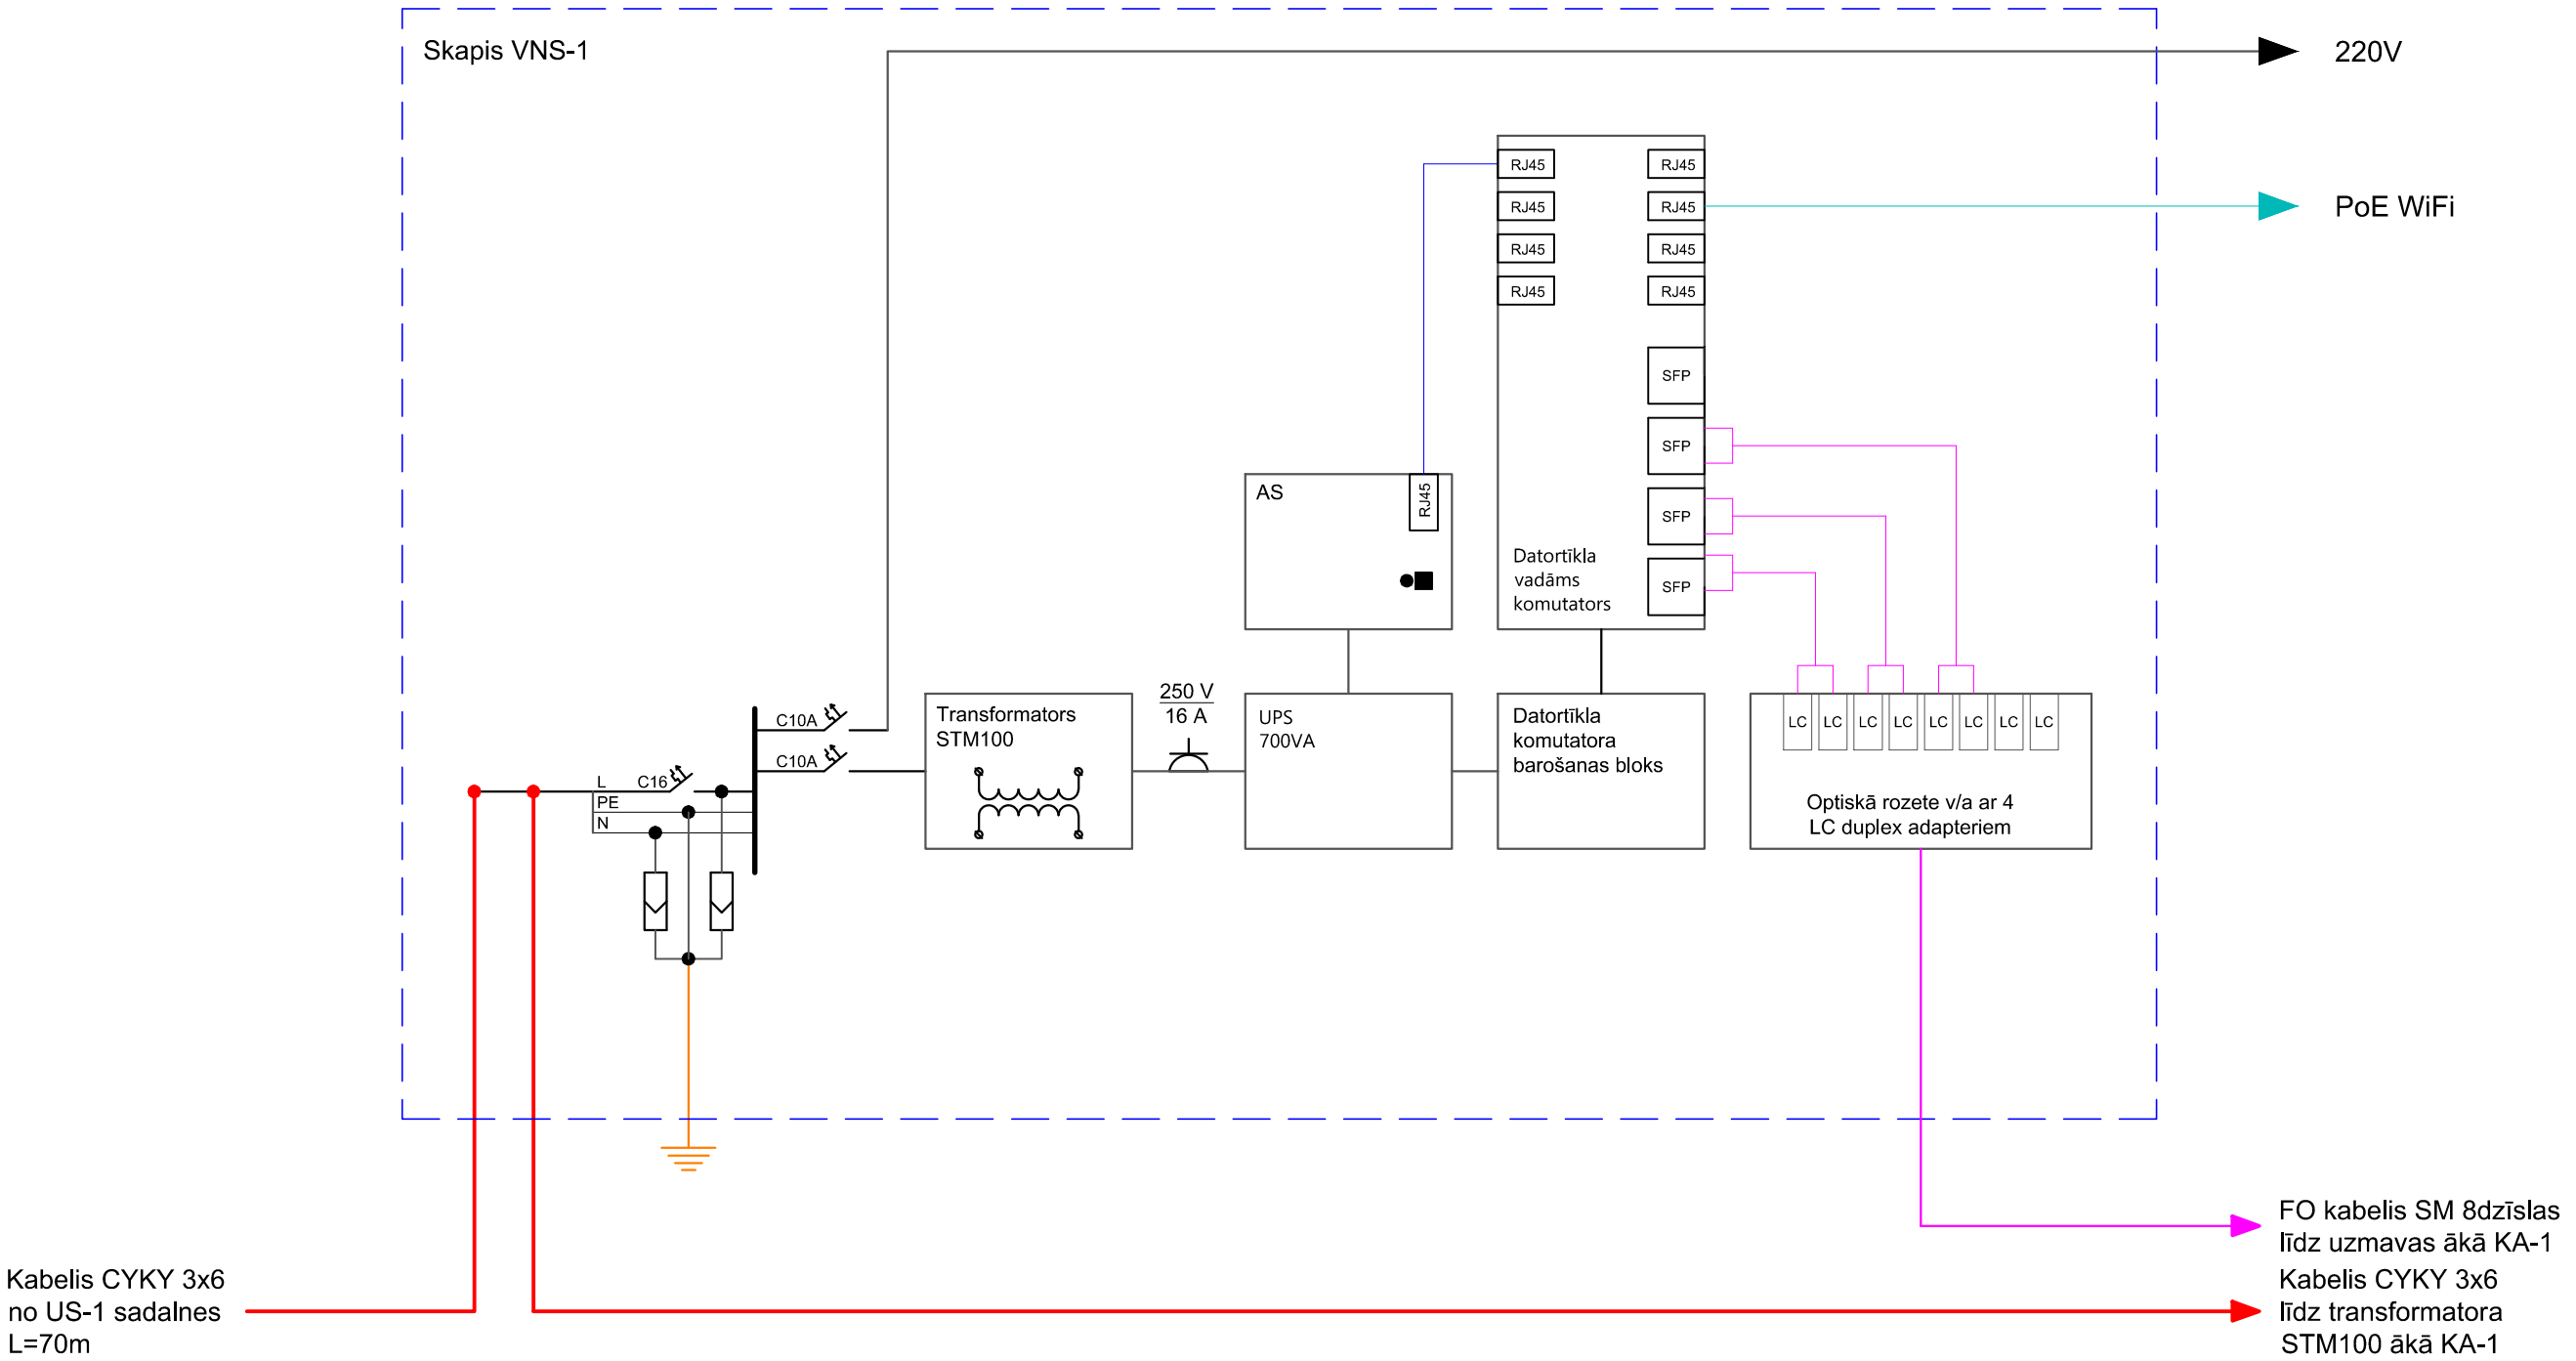 Skapis VNS-1
220V
RJ45
RJ45
RJ45
RJ45
PoE WiFi
RJ45
RJ45
RJ45
RJ45
SFP
SFP
SFP
SFP
AS
RJ45
Datortīkla
vadāms
komutators
250 V
16 A
C10A
C10A
Transformators
STM100
UPS
700VA
Datortīkla
komutatora
barošanas bloks
LC
LC
LC
LC
LC
LC
LC
LC
Optiskā rozete v/a ar 4
LC duplex adapteriem
L
C16
PE
N
FO kabelis SM 8dzīslas
līdz uzmavas ākā KA-1
Kabelis CYKY 3x6
no US-1 sadalnes
L=70m
Kabelis CYKY 3x6
līdz transformatora
STM100 ākā KA-1